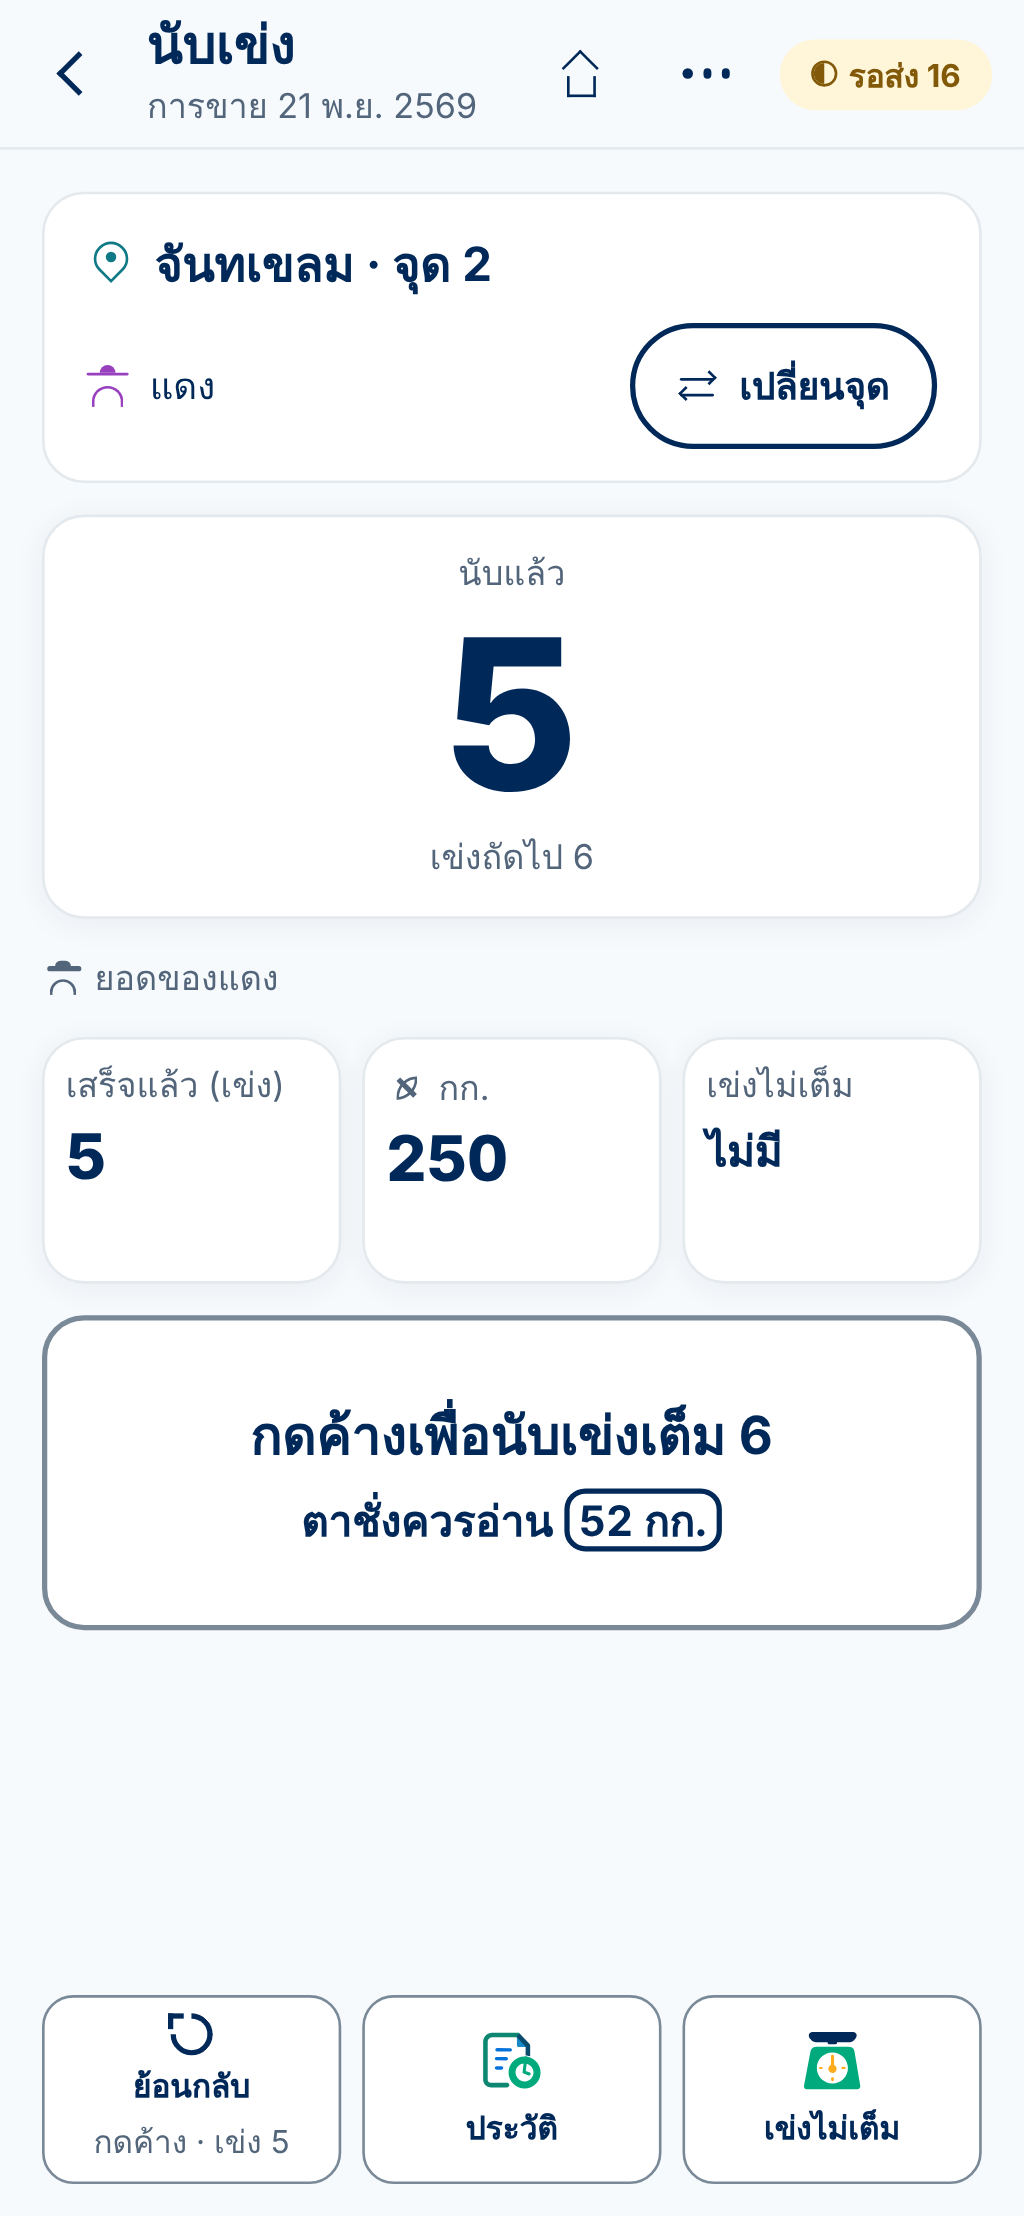 นับเข่ง
การขาย 21 พ.ย. 2569
รอส่ง 16
จันทเขลม · จุด 2
แดง
เปลี่ยนจุด
นับแล้ว
5
เข่งถัดไป 6
ยอดของแดง
เสร็จแล้ว (เข่ง)
5
กก.
250
เข่งไม่เต็ม
ไม่มี
กดค้างเพื่อนับเข่งเต็ม 6
ตาชั่งควรอ่าน 52 กก.
ย้อนกลับ
กดค้าง · เข่ง 5
ประวัติ
เข่งไม่เต็ม